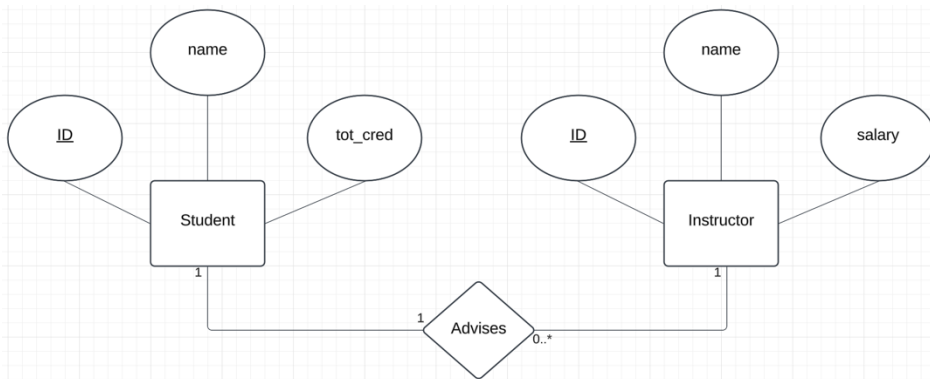 name
name
ID
tot_cred
ID
salary
Student
Instructor
1
1
1
Advises
0..*